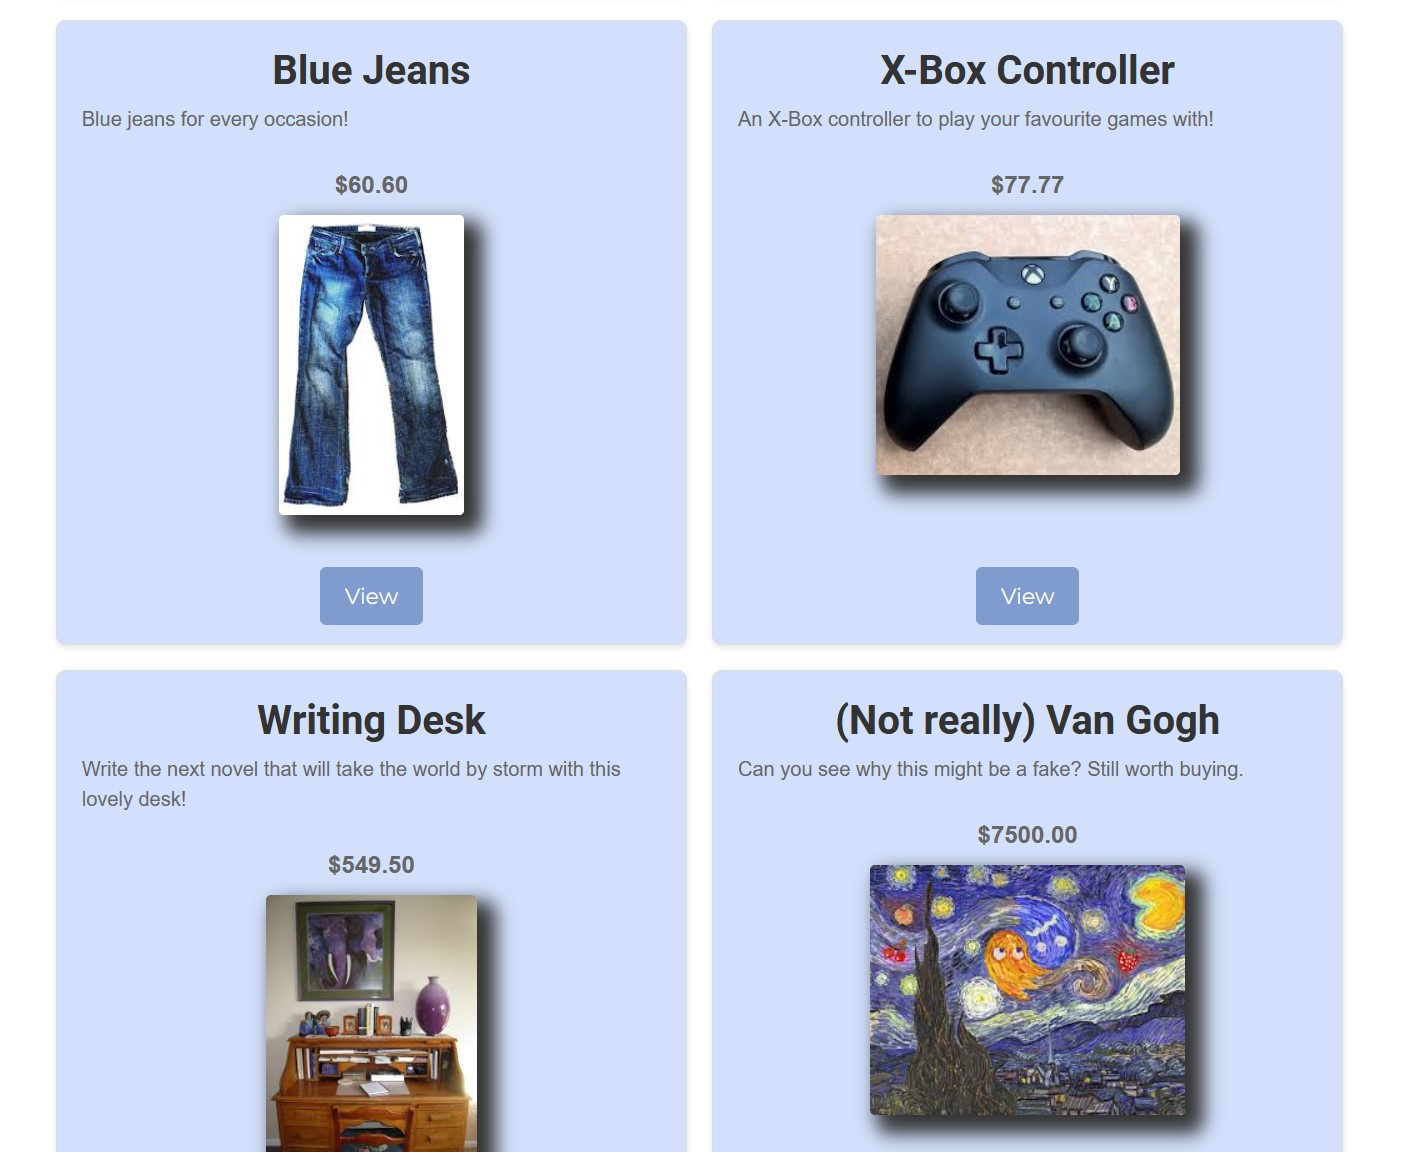 Blue Jeans
Blue jeans for every occasion!
$60.60
View
X-Box Controller
An X-Box controller to play your favourite games with!
$77.77
Y
A
View
Writing Desk
Write the next novel that will take the world by storm with this
lovely desk!
$549.50
(Not really) Van Gogh
Can you see why this might be a fake? Still worth buying.
$7500.00